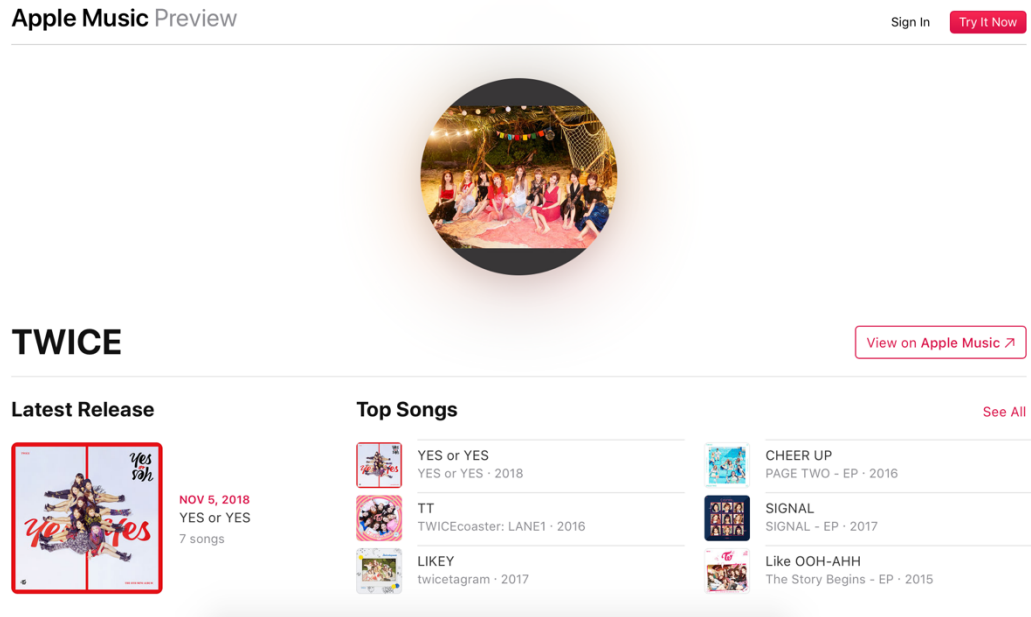 Apple Music Preview
Sign In
Try It Now
TWICE
View on Apple Music ↗
Latest Release
NOV 5, 2018
YES or YES
7 songs
Top Songs
See All
YES or YES
YES or YES · 2018
TT
TWICEcoaster: LANE1 · 2016
LIKEY
twicetagram · 2017
CHEER UP
PAGE TWO - EP · 2016
SIGNAL
SIGNAL - EP · 2017
Like OOH-AHH
The Story Begins - EP · 2015